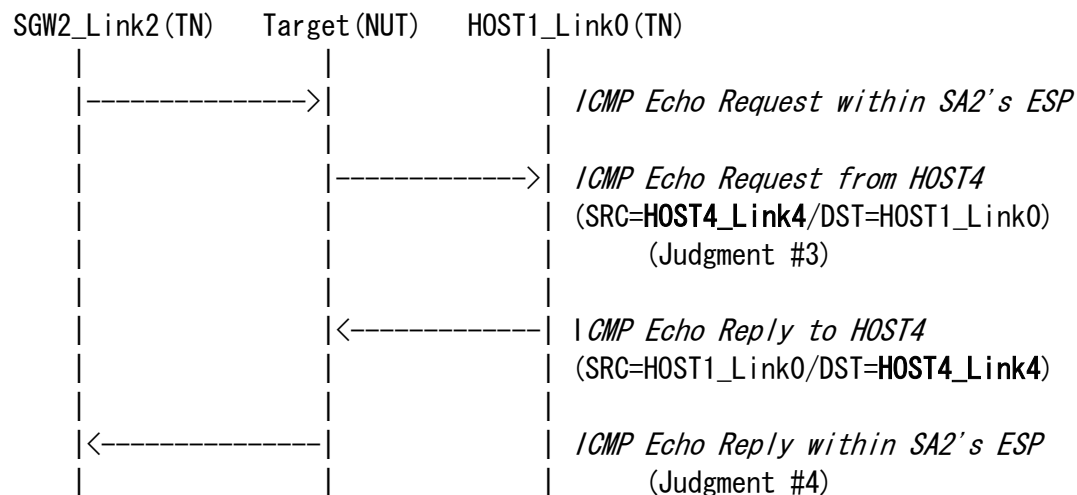 SGW2_Link2(TN) Target(NUT) HOST1_Link0(TN)
| | |
|---------------->| | ICMP Echo Request within SA2's ESP
| | |
| |------------->| ICMP Echo Request from HOST4
| | | (SRC=HOST4_Link4/DST=HOST1_Link0)
| | | (Judgment #3)
| | |
| |<-------------| ICMP Echo Reply to HOST4
| | | (SRC=HOST1_Link0/DST=HOST4_Link4)
| | |
|<----------------| | ICMP Echo Reply within SA2's ESP
| | | (Judgment #4)